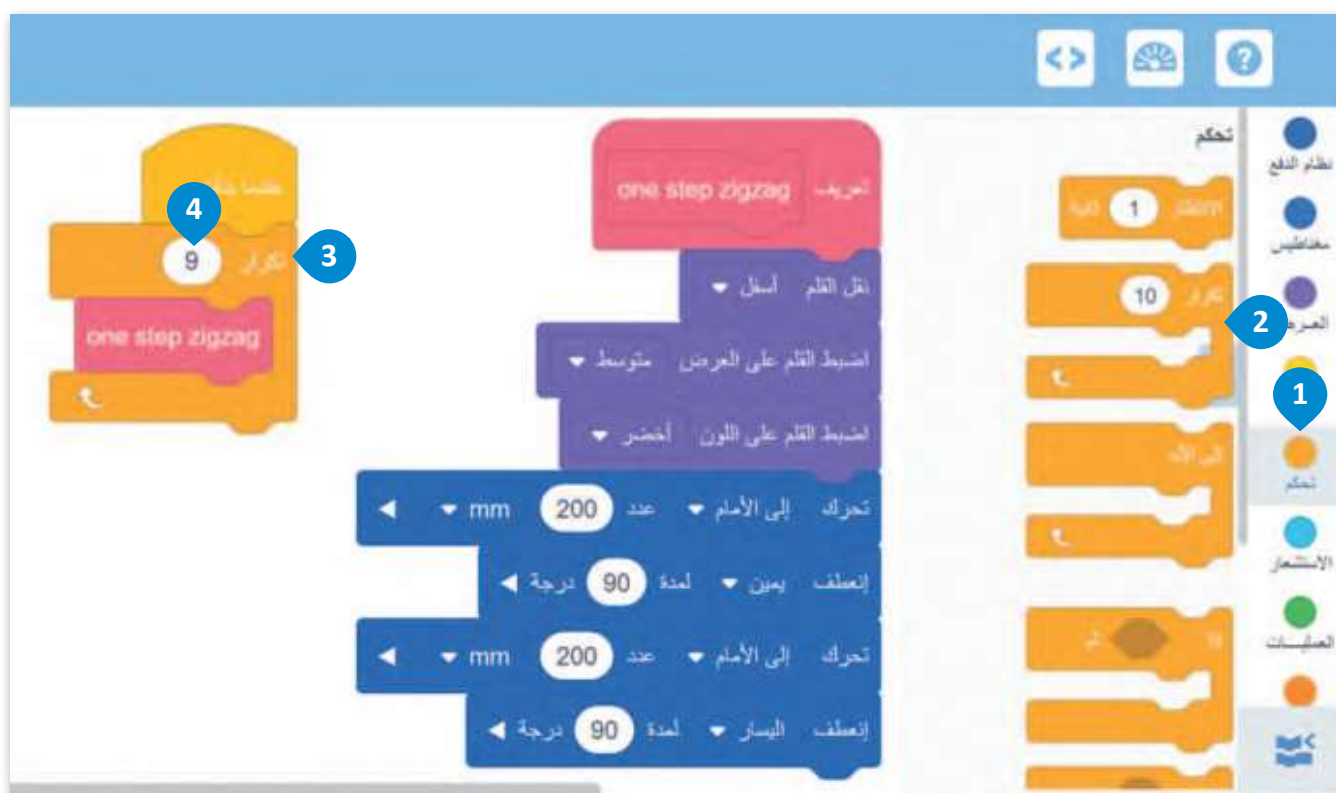 تحكم
نظام الدفع
مغناطيس
تحكم
الاستشعار
العمليات
1
2
3
4
الانتظار 1 ثانية
تكرار 10
إلى الأبد
تعريف one step zigzag
نقل القلم أسفل
اضبط القلم على العرض متوسط
اضبط القلم على اللون أخضر
تحرك إلى الأمام عدد 200 mm
إنعطف يمين لمدة 90 درجة
تحرك إلى الأمام عدد 200 mm
إنعطف اليسار لمدة 90 درجة
عندما
تكرار 9
one step zigzag